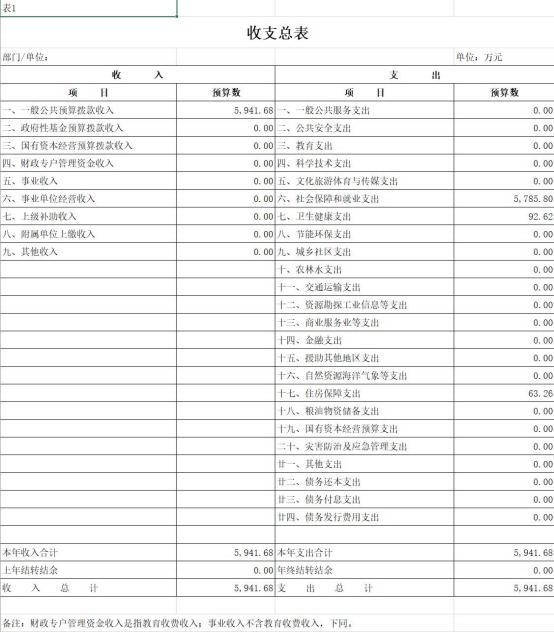 表1
收支总表
部门/单位： 单位：万元
收 入 支 出
项 目 预算数 项 目 预算数
一、一般公共预算拨款收入 5,941.68 一、一般公共服务支出 0.00
二、政府性基金预算拨款收入 0.00 二、公共安全支出 0.00
三、国有资本经营预算拨款收入 0.00 三、教育支出 0.00
四、财政专户管理资金收入 0.00 四、科学技术支出 0.00
五、事业收入 0.00 五、文化旅游体育与传媒支出 0.00
六、事业单位经营收入 0.00 六、社会保障和就业支出 5,785.80
七、上级补助收入 0.00 七、卫生健康支出 92.62
八、附属单位上缴收入 0.00 八、节能环保支出 0.00
九、其他收入 0.00 九、城乡社区支出 0.00
十、农林水支出 0.00
十一、交通运输支出 0.00
十二、资源勘探工业信息等支出 0.00
十三、商业服务业等支出 0.00
十四、金融支出 0.00
十五、援助其他地区支出 0.00
十六、自然资源海洋气象等支出 0.00
十七、住房保障支出 63.26
十八、粮油物资储备支出 0.00
十九、国有资本经营预算支出 0.00
二十、灾害防治及应急管理支出 0.00
廿一、其他支出 0.00
廿二、债务还本支出 0.00
廿三、债务付息支出 0.00
廿四、债务发行费用支出 0.00
本年收入合计 5,941.68 本年支出合计 5,941.68
上年结转结余 0.00 年终结转结余 0.00
收 入 总 计 5,941.68 支 出 总 计 5,941.68
备注：财政专户管理资金收入是指教育收费收入；事业收入不含教育收费收入，下同。